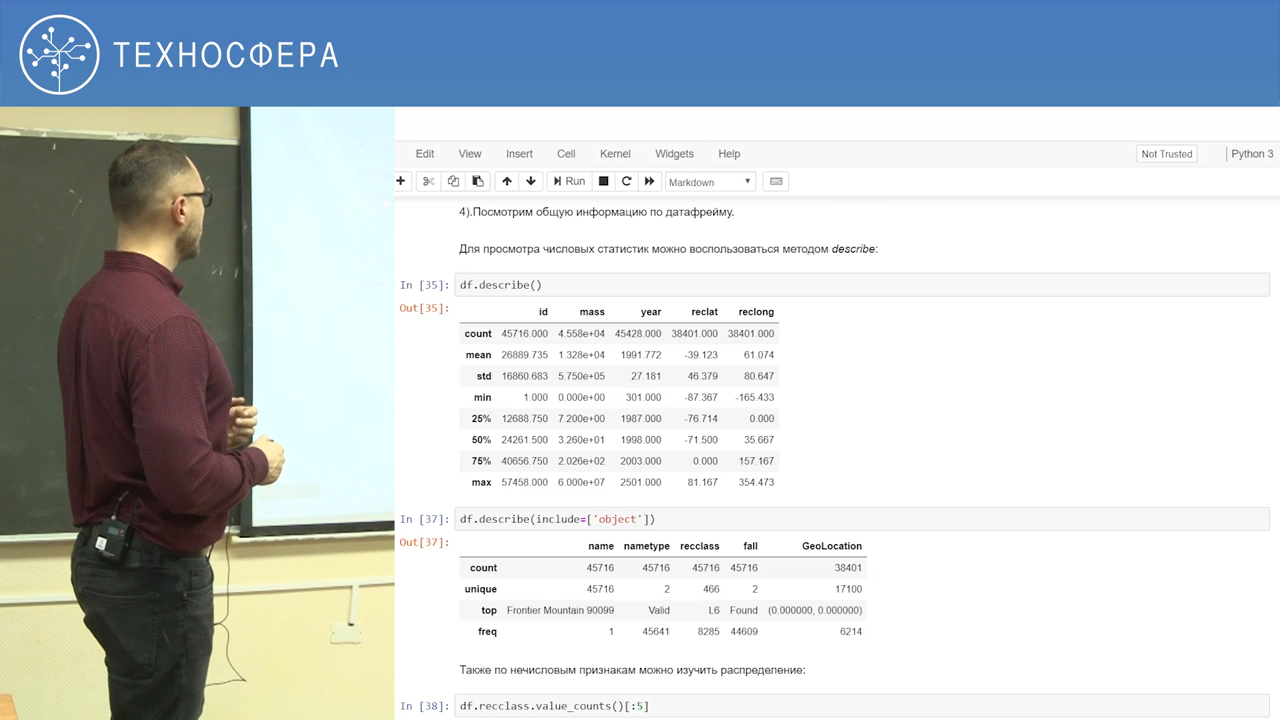 ТЕХНОСФЕРА
Edit View Insert Cell Kernel Widgets Help Not Trusted Python 3
Run Markdown
4).Посмотрим общую информацию по датафрейму.
Для просмотра числовых статистик можно воспользоваться методом describe:
In [35]: df.describe()
Out[35]:
id mass year reclat reclong
count 45716.000 4.558e+04 45428.000 38401.000 38401.000
mean 26889.735 1.328e+04 1991.772 -39.123 61.074
std 16860.683 5.750e+05 27.181 46.379 80.647
min 1.000 0.000e+00 301.000 -87.367 -165.433
25% 12688.750 7.200e+00 1987.000 -76.714 0.000
50% 24261.500 3.260e+01 1998.000 -71.500 35.667
75% 40656.750 2.026e+02 2003.000 0.000 157.167
max 57458.000 6.000e+07 2501.000 81.167 354.473
In [37]: df.describe(include=['object'])
Out[37]:
name nametype recclass fall GeoLocation
count 45716 45716 45716 45716 38401
unique 45716 2 466 2 17100
top Frontier Mountain 90099 Valid L6 Found (0.000000, 0.000000)
freq 1 45641 8285 44609 6214
Также по нечисловым признакам можно изучить распределение:
In [38]: df.recclass.value_counts()[:5]